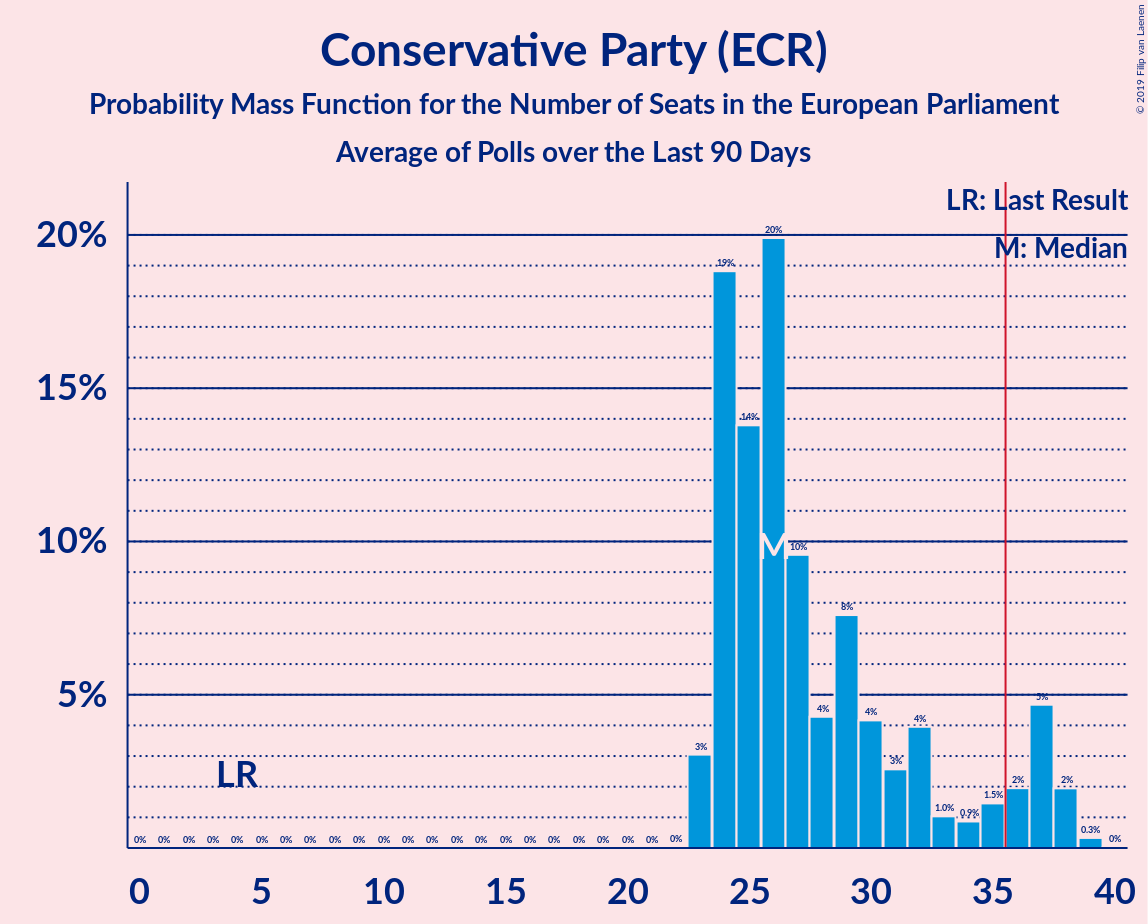 © 2019 Filip van Laenen
Conservative Party (ECR)
Probability Mass Function for the Number of Seats in the European Parliament
Average of Polls over the Last 90 Days
LR: Last Result
M: Median
20%
15%
10%
5%
20%
19%
14%
M
10%
8%
4%
4%
4%
5%
3%
3%
LR
1.0%
0.9%
1.5%
2%
2%
0.3%
0% 0% 0% 0% 0% 0% 0% 0% 0% 0% 0% 0% 0% 0% 0% 0% 0% 0% 0% 0% 0% 0% 0% 0%
0 5 10 15 20 25 30 35 40